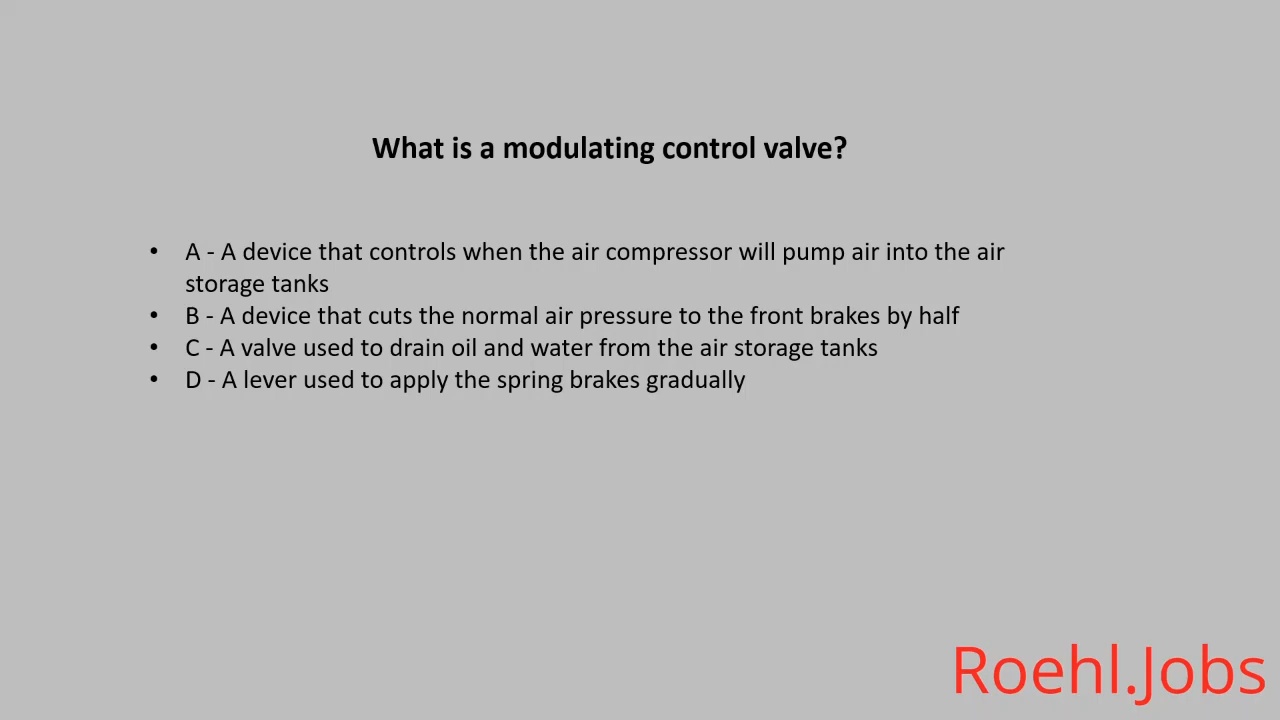 What is a modulating control valve?
• A - A device that controls when the air compressor will pump air into the air
storage tanks
• B - A device that cuts the normal air pressure to the front brakes by half
• C - A valve used to drain oil and water from the air storage tanks
• D - A lever used to apply the spring brakes gradually
Roehl.Jobs